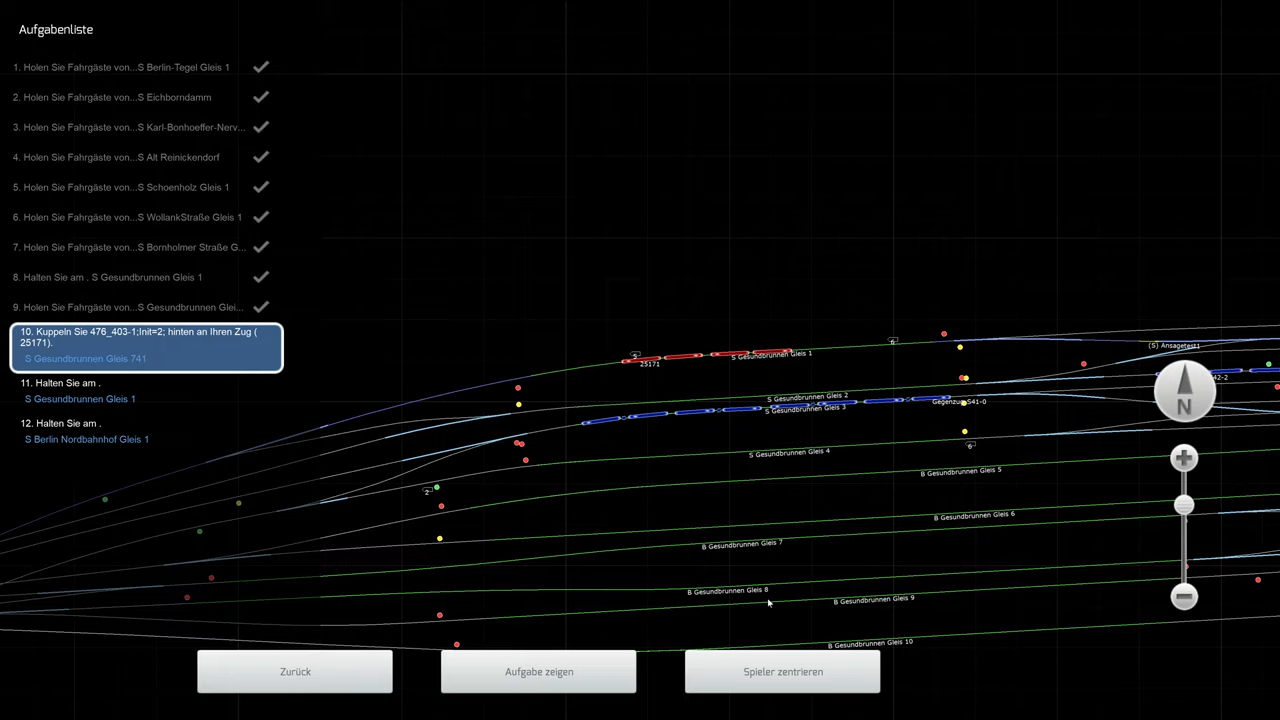 Aufgabenliste
1. Holen Sie Fahrgäste von...S Berlin-Tegel Gleis 1
2. Holen Sie Fahrgäste von...S Eichborndamm
3. Holen Sie Fahrgäste von...S Karl-Bonhoeffer-Nerv...
4. Holen Sie Fahrgäste von...S Alt Reinickendorf
5. Holen Sie Fahrgäste von...S Schoenholz Gleis 1
6. Holen Sie Fahrgäste von...S WollankStraße Gleis 1
7. Holen Sie Fahrgäste von...S Bornholmer Straße G...
8. Halten Sie am . S Gesundbrunnen Gleis 1
9. Holen Sie Fahrgäste von...S Gesundbrunnen Glei...
10. Kuppeln Sie 476_403-1;Init=2; hinten an Ihren Zug (
25171).
S Gesundbrunnen Gleis 741
11. Halten Sie am .
S Gesundbrunnen Gleis 1
12. Halten Sie am .
S Berlin Nordbahnhof Gleis 1
6
(S) Ansagetest1
S Gesundbrunnen Gleis 1
25171
42-2
S Gesundbrunnen Gleis 2
Gegenzug S41-0
S Gesundbrunnen Gleis 3
N
6
S Gesundbrunnen Gleis 4
B Gesundbrunnen Gleis 5
2
B Gesundbrunnen Gleis 6
B Gesundbrunnen Gleis 7
B Gesundbrunnen Gleis 8
B Gesundbrunnen Gleis 9
B Gesundbrunnen Gleis 10
Zurück
Aufgabe zeigen
Spieler zentrieren